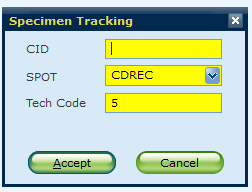 Specimen Tracking
CID
SPOT CDREC
Tech Code 5
Accept Cancel